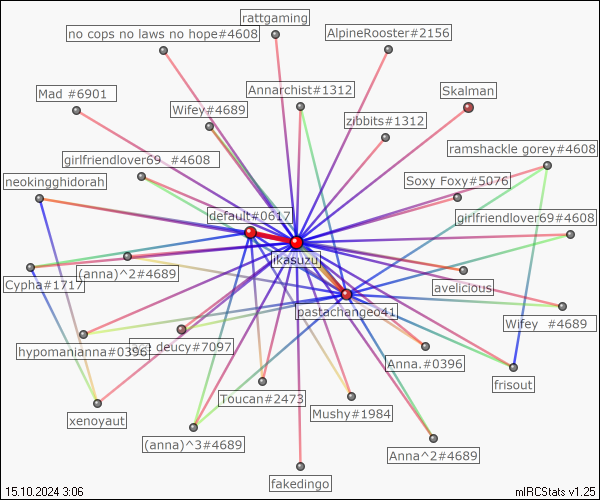 rattgaming
no cops no laws no hope#4608
AlpineRooster#2156
Skalman
Annarchist#1312
Mad #6901
Wifey#4689
zibbits#1312
ramshackle gorey#4608
girlfriendlover69 #4608
Soxy Foxy#5076
neokingghidorah
default#0617
girlfriendlover69#4608
jikasuzu
(anna)^2#4689
Cypha#1717
avelicious
pastachangeo41
Wifey #4689
deucy#7097
hypomanianna#0396
Anna.#0396
frisout
Toucan#2473
Mushy#1984
xenoyaut
(anna)^3#4689
Anna^2#4689
fakedingo
15.10.2024 3:06
mIRCStats v1.25